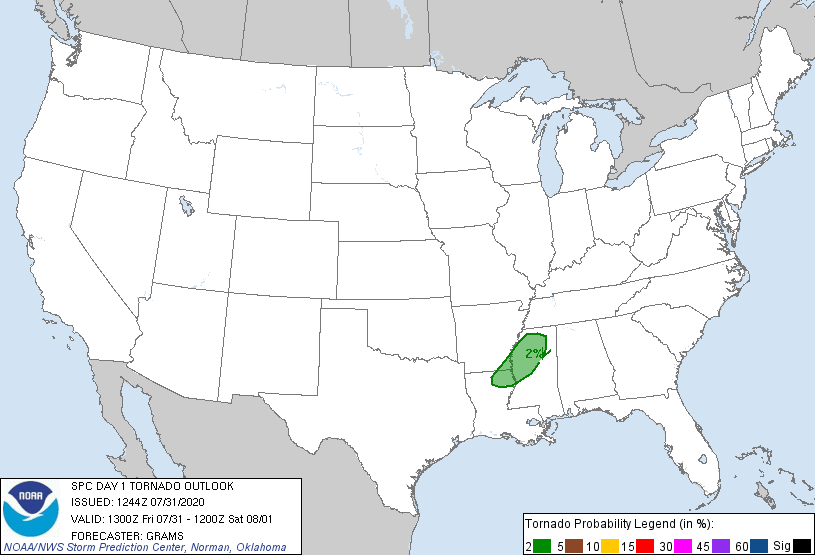 2%
NOAA
SPC DAY 1 TORNADO OUTLOOK
ISSUED: 1244Z 07/31/2020
VALID: 1300Z Fri 07/31 - 1200Z Sat 08/01
FORECASTER: GRAMS
NOAA/NWS Storm Prediction Center, Norman, Oklahoma
Tornado Probability Legend (in %):
2 5 10 15 30 45 60 Sig